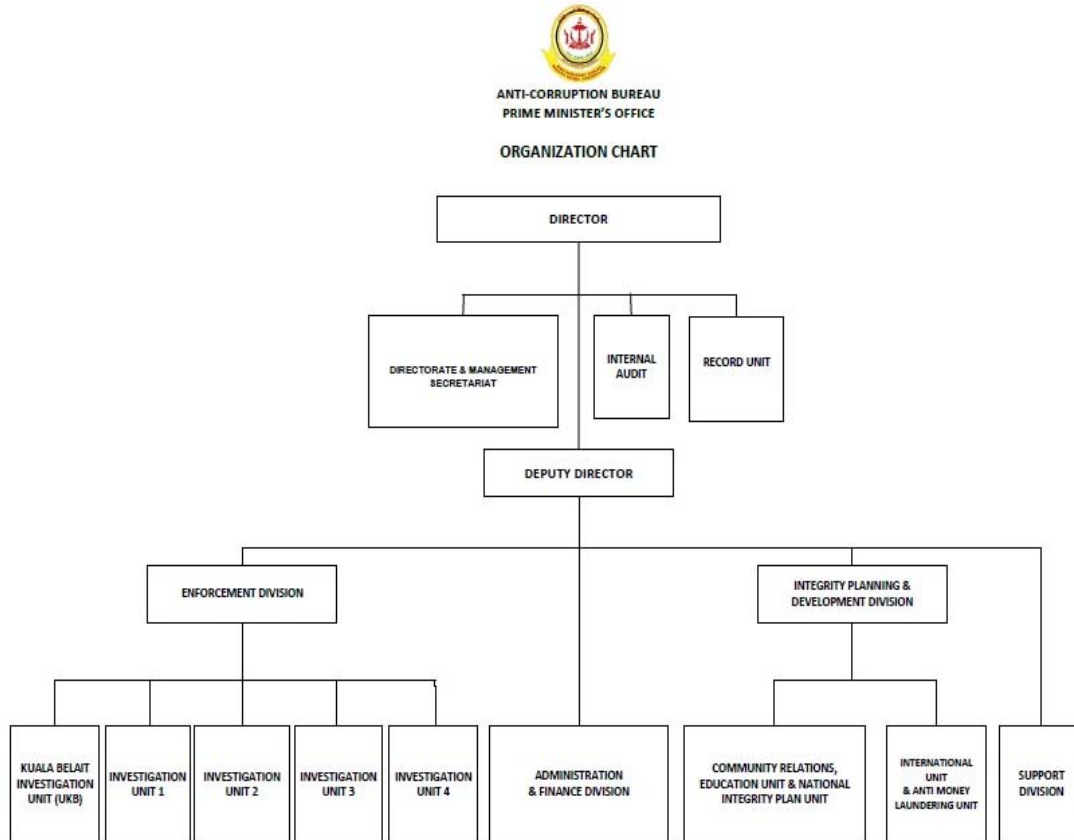 ANTI-CORRUPTION BUREAU
PRIME MINISTER'S OFFICE
ORGANIZATION CHART
DIRECTOR
DIRECTORATE & MANAGEMENT
SECRETARIAT
INTERNAL
AUDIT
RECORD UNIT
DEPUTY DIRECTOR
ENFORCEMENT DIVISION
INTEGRITY PLANNING &
DEVELOPMENT DIVISION
KUALA BELAIT
INVESTIGATION
UNIT (UKB)
INVESTIGATION
UNIT 1
INVESTIGATION
UNIT 2
INVESTIGATION
UNIT 3
INVESTIGATION
UNIT 4
ADMINISTRATION
& FINANCE DIVISION
COMMUNITY RELATIONS,
EDUCATION UNIT & NATIONAL
INTEGRITY PLAN UNIT
INTERNATIONAL
UNIT
& ANTI MONEY
LAUNDERING UNIT
SUPPORT
DIVISION